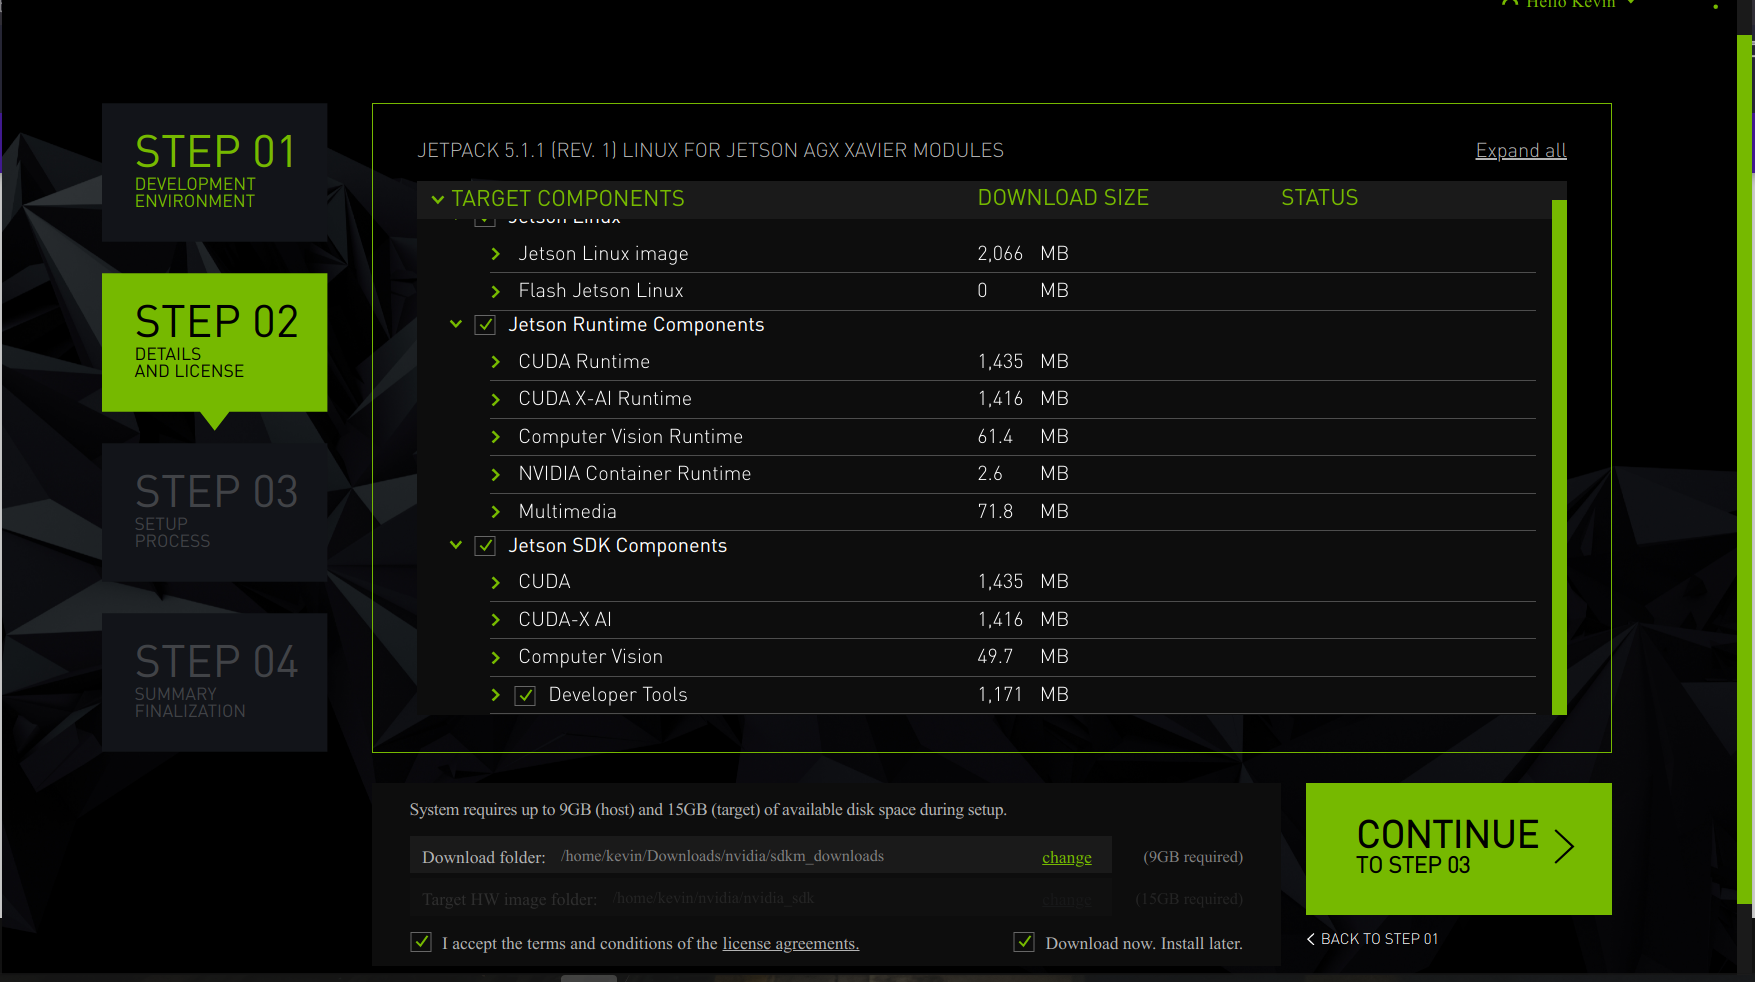 Hello Kevin
STEP 01
DEVELOPMENT
ENVIRONMENT
STEP 02
DETAILS
AND LICENSE
STEP 03
SETUP
PROCESS
STEP 04
SUMMARY
FINALIZATION
JETPACK 5.1.1 (REV. 1) LINUX FOR JETSON AGX XAVIER MODULES
Expand all
TARGET COMPONENTS DOWNLOAD SIZE STATUS
Jetson Linux
Jetson Linux image 2,066 MB
Flash Jetson Linux 0 MB
Jetson Runtime Components
CUDA Runtime 1,435 MB
CUDA X-AI Runtime 1,416 MB
Computer Vision Runtime 61.4 MB
NVIDIA Container Runtime 2.6 MB
Multimedia 71.8 MB
Jetson SDK Components
CUDA 1,435 MB
CUDA-X AI 1,416 MB
Computer Vision 49.7 MB
Developer Tools 1,171 MB
System requires up to 9GB (host) and 15GB (target) of available disk space during setup.
Download folder: /home/kevin/Downloads/nvidia/sdkm_downloads change (9GB required)
Target HW image folder: /home/kevin/nvidia/nvidia_sdk change (15GB required)
I accept the terms and conditions of the license agreements. Download now. Install later.
CONTINUE
TO STEP 03
BACK TO STEP 01